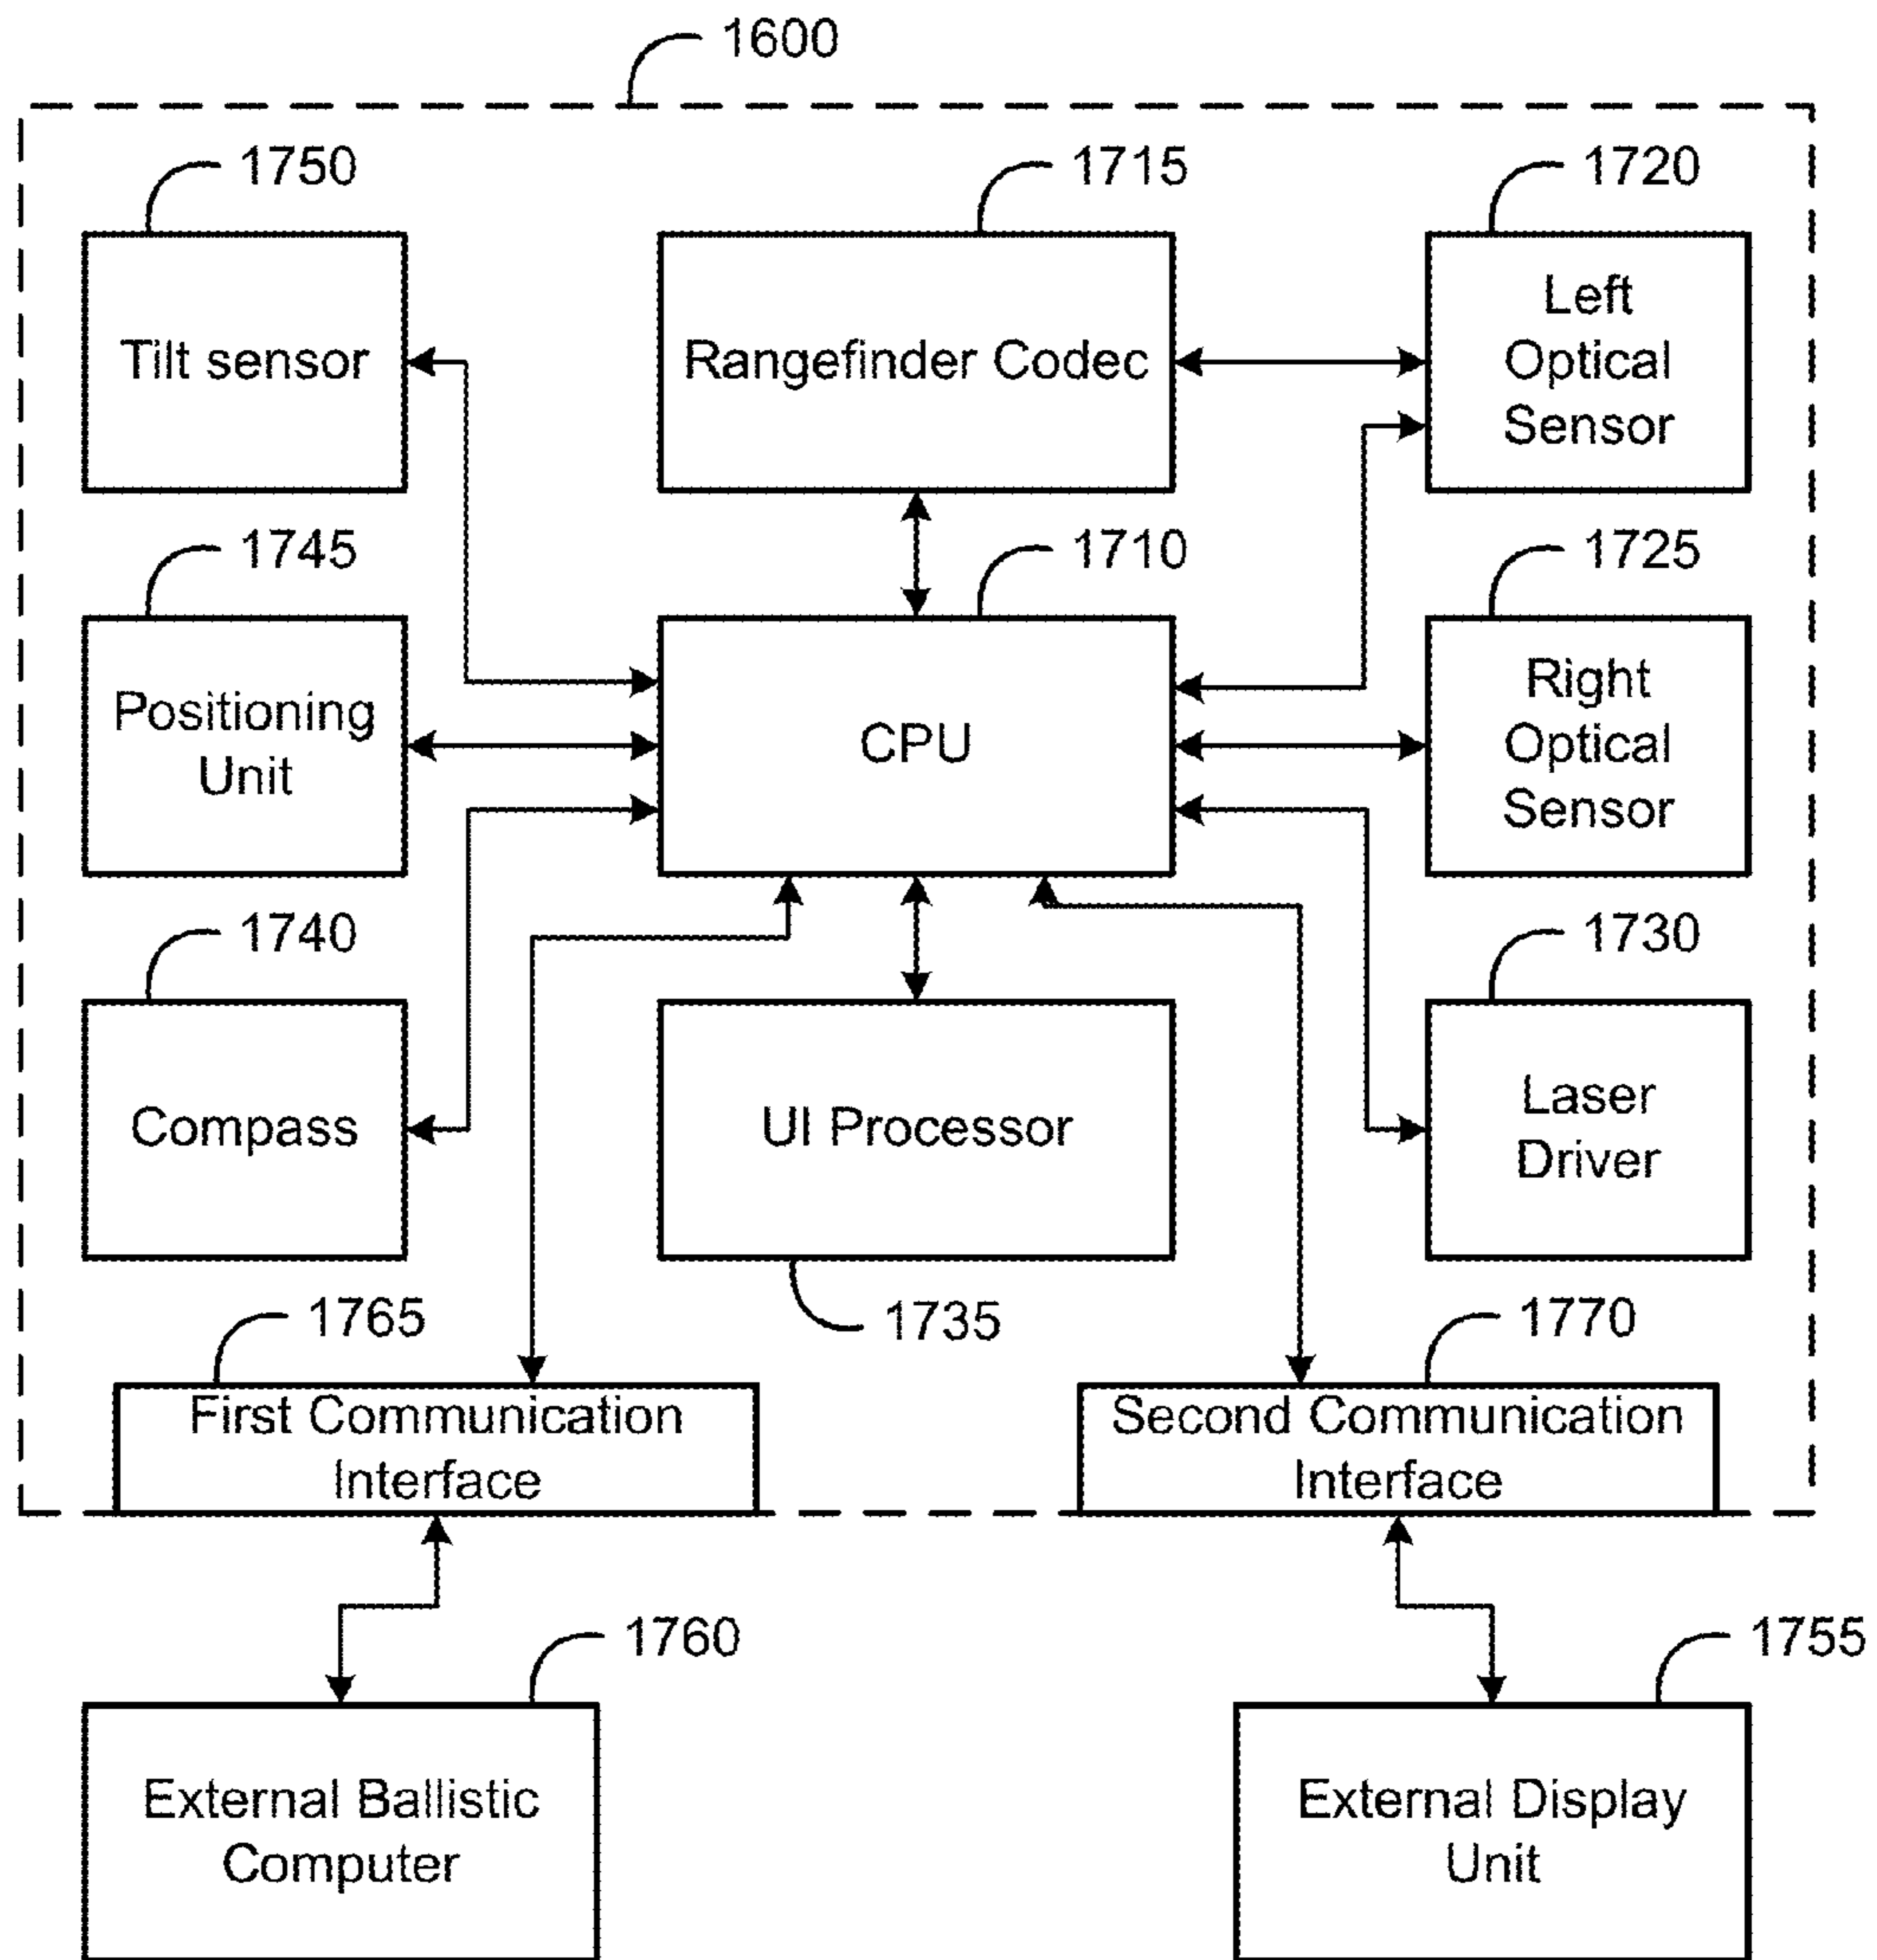 1600
1750
1715
1720
Tilt sensor
Rangefinder Codec
Left
Optical
Sensor
1745
1710
1725
Positioning
Unit
CPU
Right
Optical
Sensor
1740
1730
Compass
UI Processor
Laser
Driver
1765
1735
1770
First Communication
Interface
Second Communication
Interface
1760
1755
External Ballistic
Computer
External Display
Unit